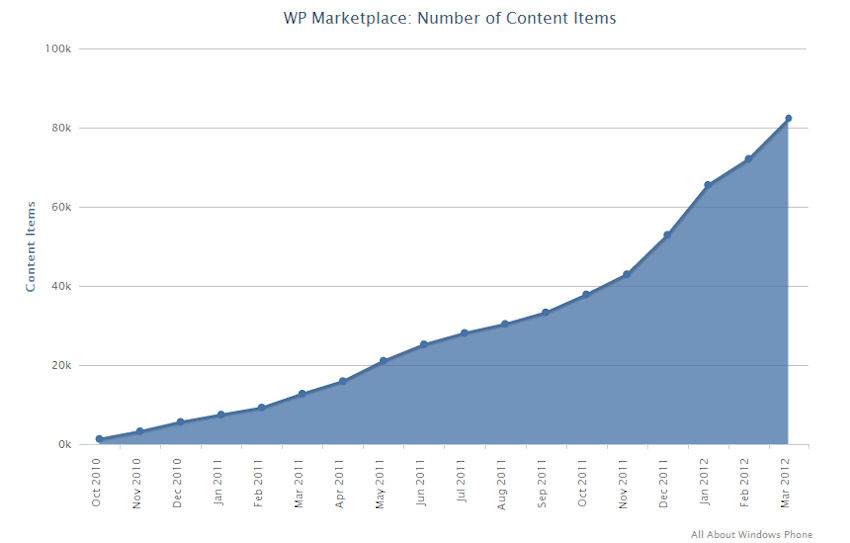 WP Marketplace: Number of Content Items
100k
80k
60k
40k
20k
0k
Content Items
Oct 2010
Nov 2010
Dec 2010
Jan 2011
Feb 2011
Mar 2011
Apr 2011
May 2011
Jun 2011
Jul 2011
Aug 2011
Sep 2011
Oct 2011
Nov 2011
Dec 2011
Jan 2012
Feb 2012
Mar 2012
All About Windows Phone